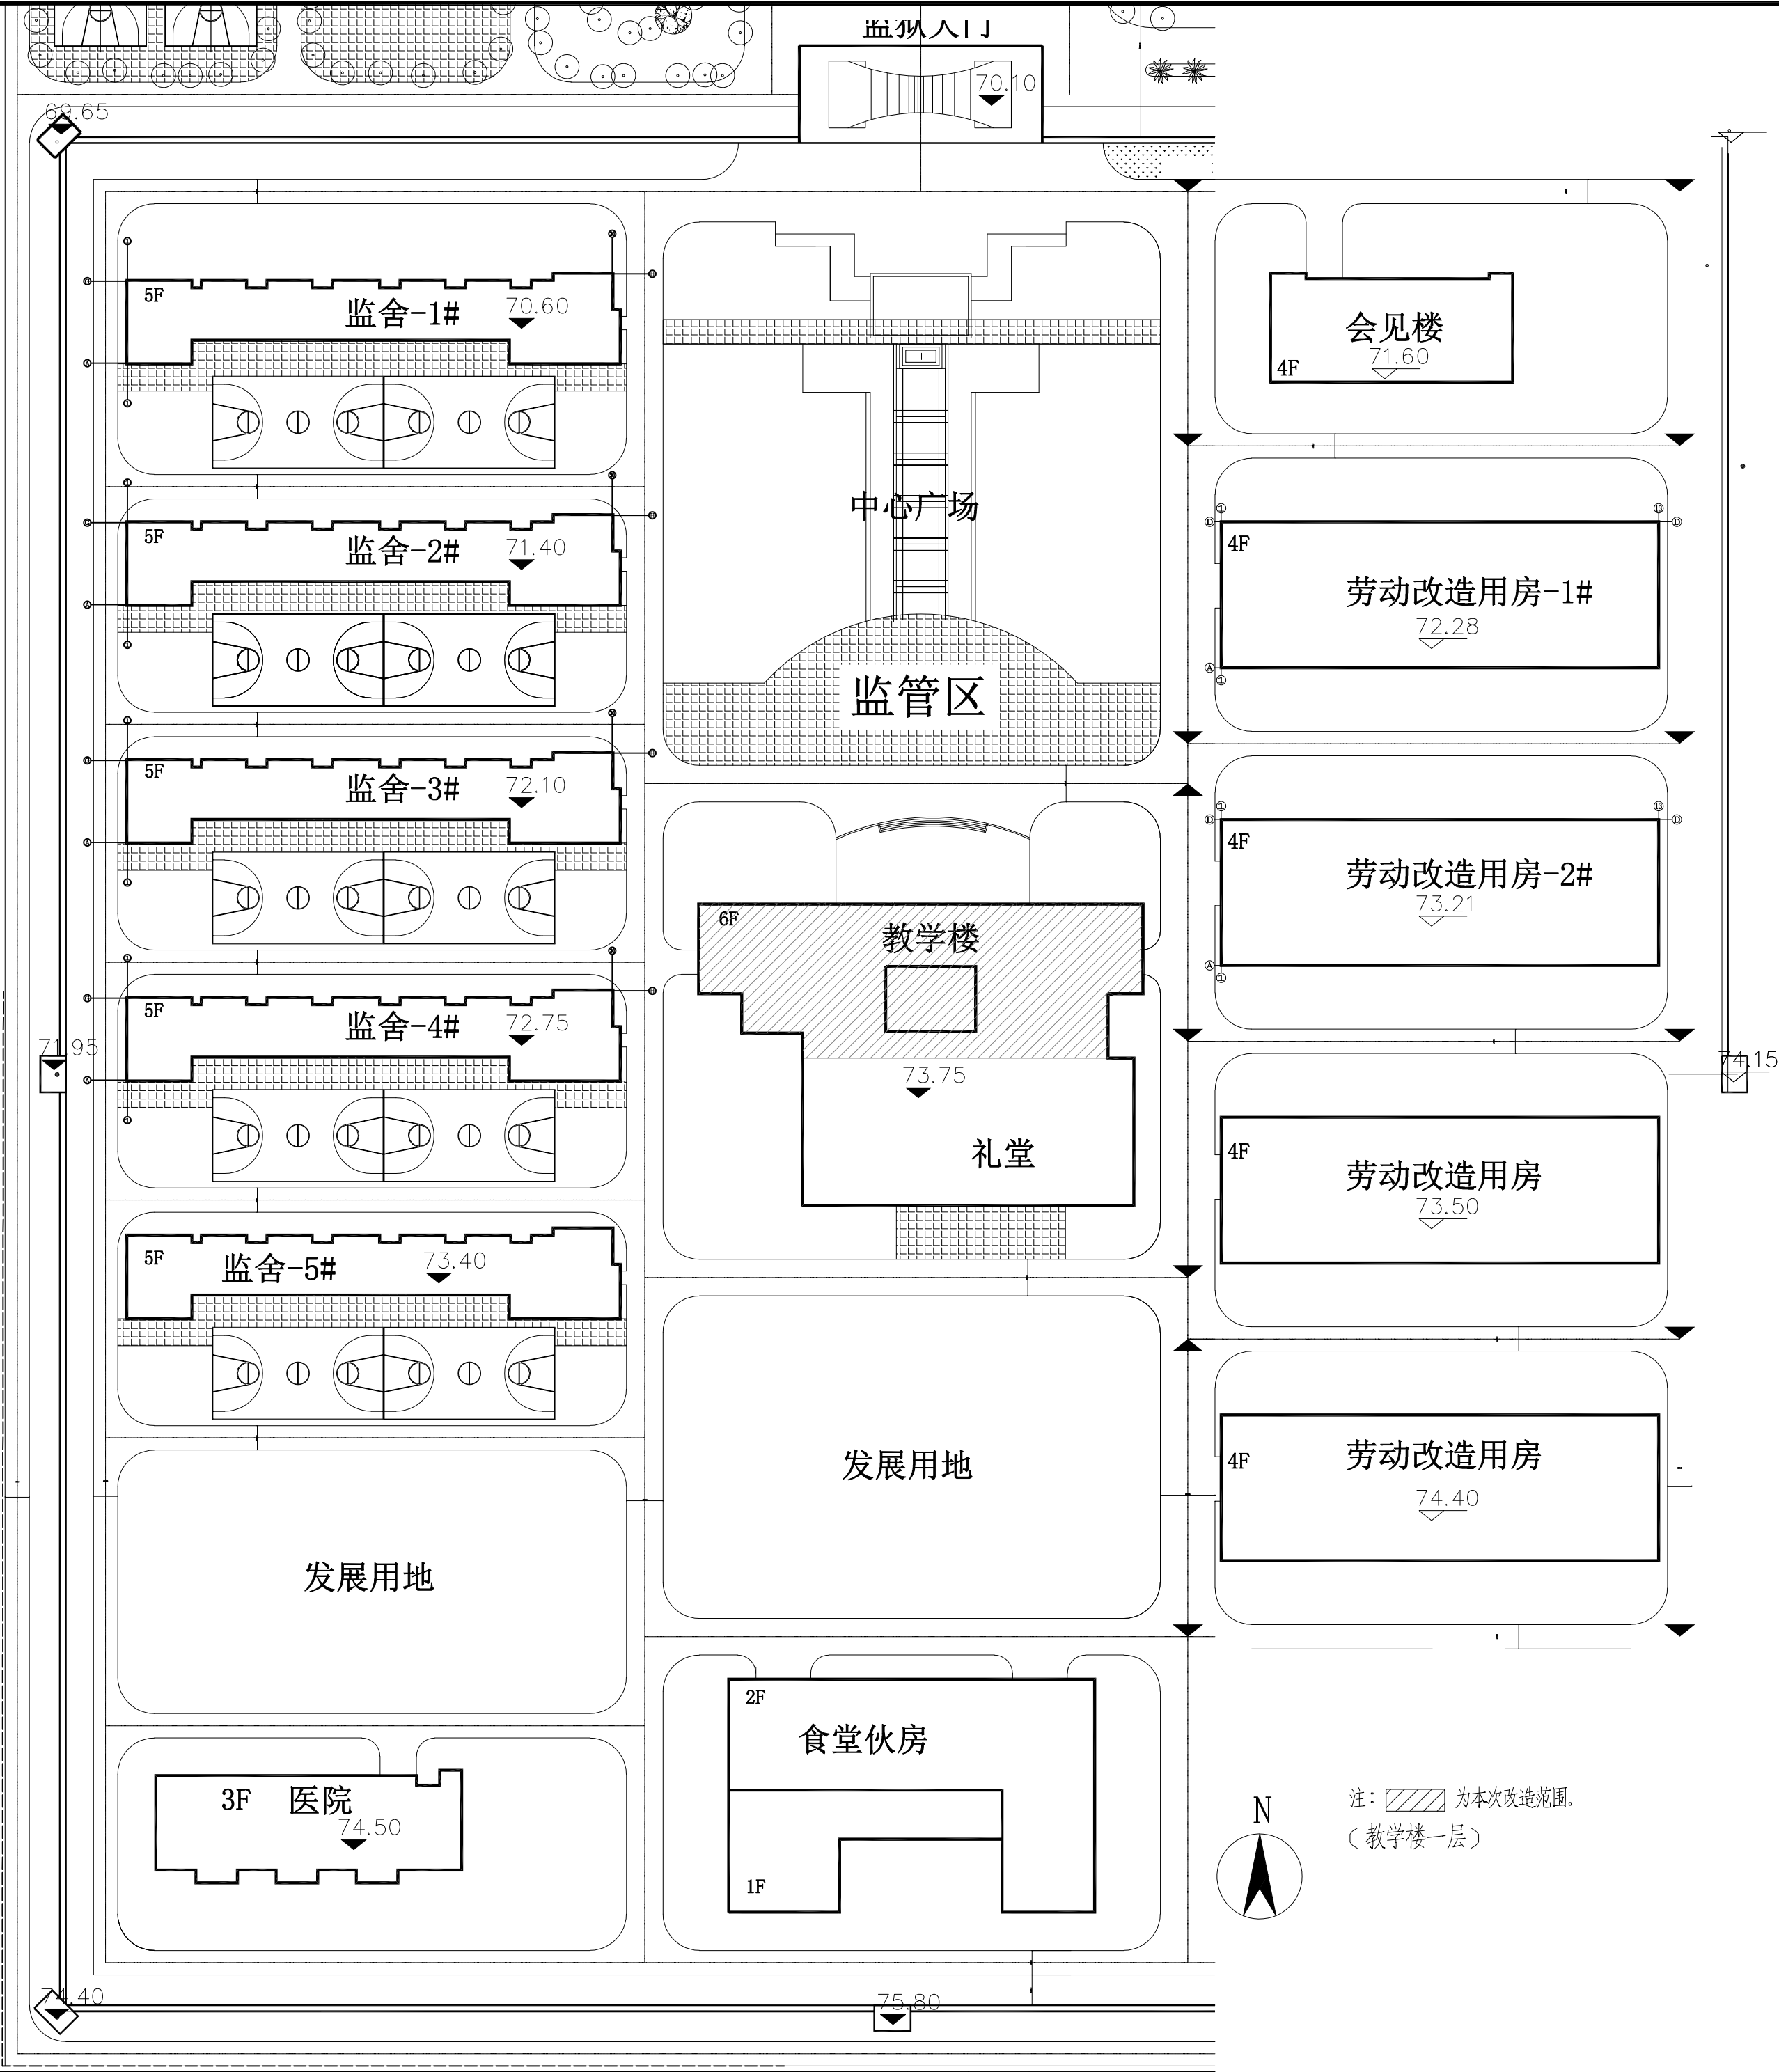 监狱大门
69.65
70.10
5F
监舍-1#
70.60
会见楼
71.60
4F
中心广场
5F
监舍-2#
71.40
4F
劳动改造用房-1#
72.28
监管区
5F
监舍-3#
72.10
4F
劳动改造用房-2#
73.21
6F
教学楼
5F
监舍-4#
72.75
71.95
73.75
74.15
礼堂
4F
劳动改造用房
73.50
5F
监舍-5#
73.40
发展用地
4F
劳动改造用房
74.40
发展用地
2F
食堂伙房
1F
3F 医院
74.50
N
注: 为本次改造范围。
(教学楼一层)
74.40
75.80